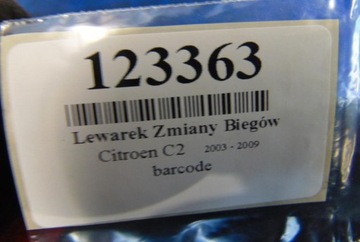 123363
Lewarek Zmiany Biegów
Citroen C2 2003 - 2009
barcode